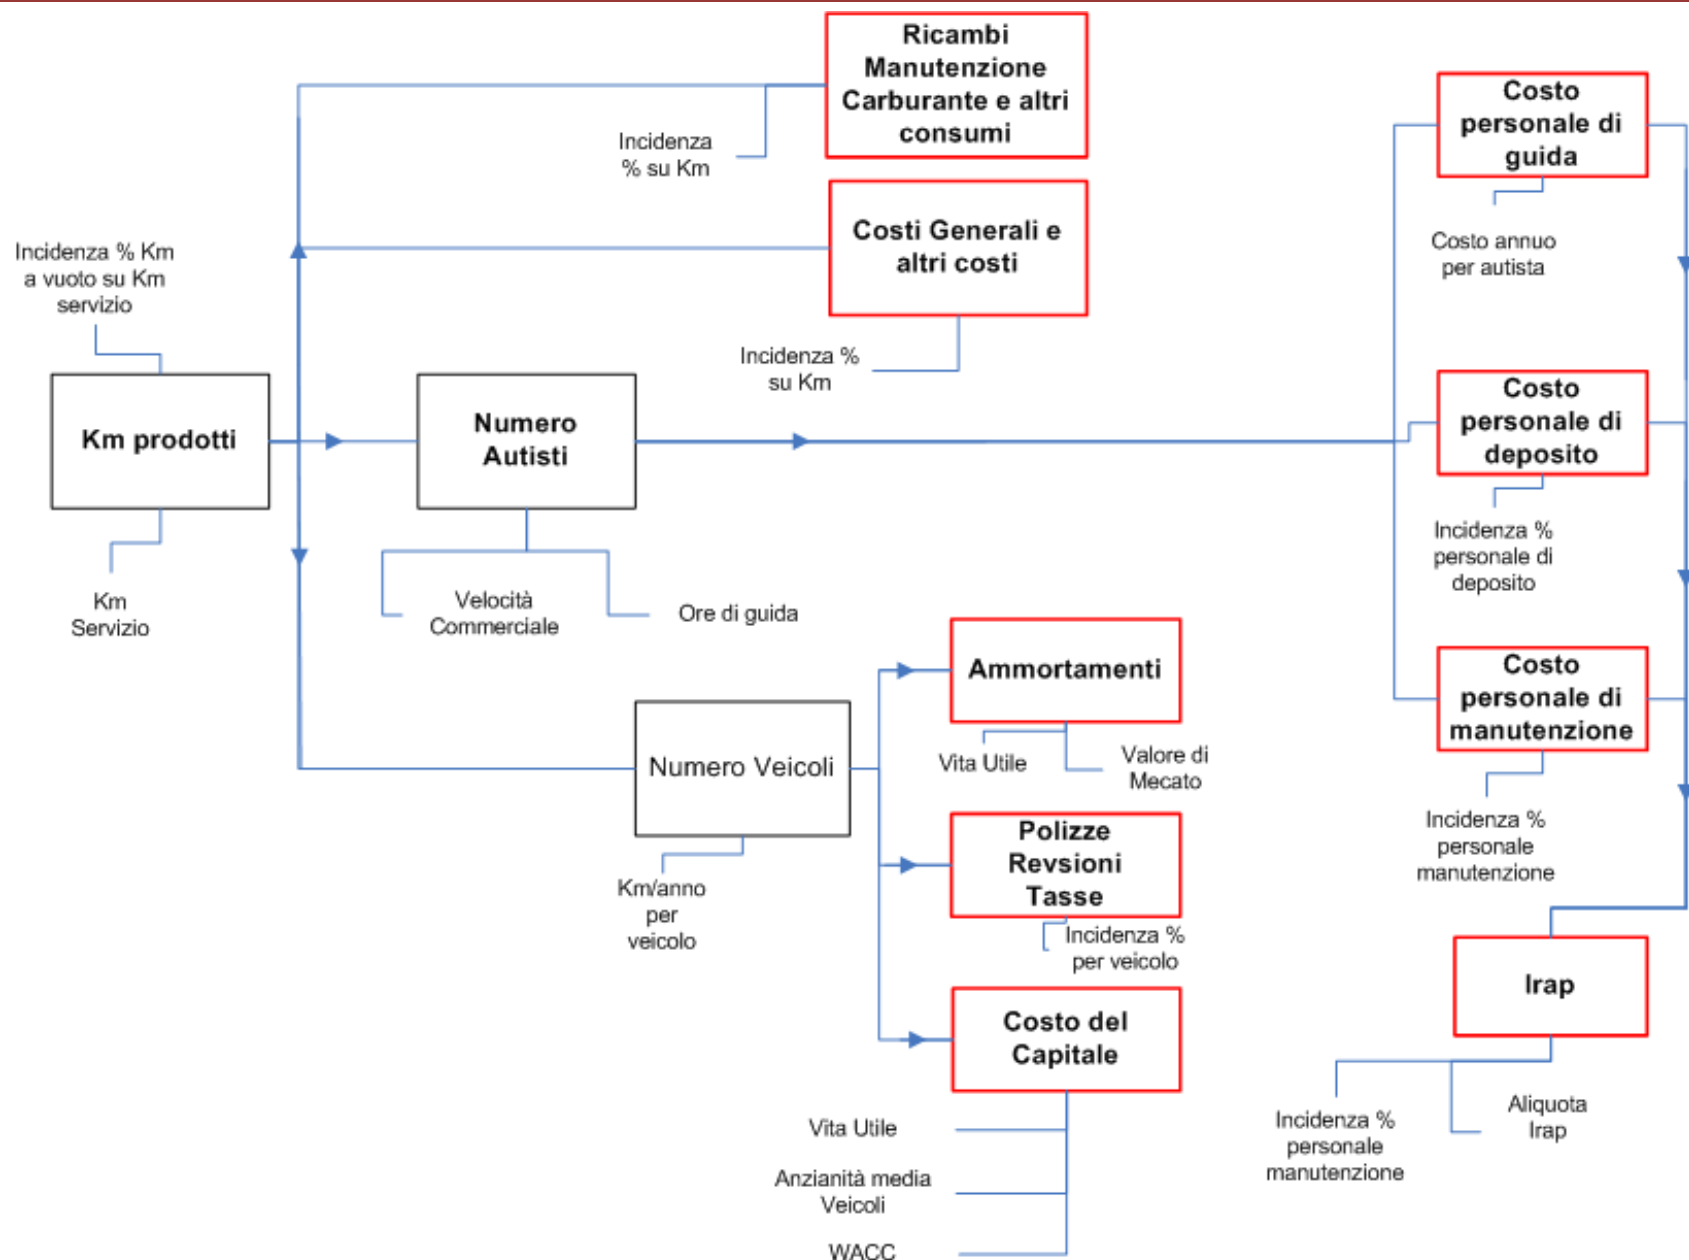 Ricambi
Manutenzione
Carburante e altri
consumi
Incidenza
% su Km
Costi Generali e
altri costi
Incidenza %
su Km
Incidenza % Km
a vuoto su Km
servizio
Km prodotti
Km
Servizio
Numero
Autisti
Velocità
Commerciale
Ore di guida
Numero Veicoli
Km/anno
per
veicolo
Ammortamenti
Vita Utile
Valore di
Mecato
Polizze
Revsioni
Tasse
Incidenza %
per veicolo
Costo del
Capitale
Vita Utile
Anzianità media
Veicoli
WACC
Costo
personale di
guida
Costo annuo
per autista
Costo
personale di
deposito
Incidenza %
personale di
deposito
Costo
personale di
manutenzione
Incidenza %
personale
manutenzione
Irap
Incidenza %
personale
manutenzione
Aliquota
Irap